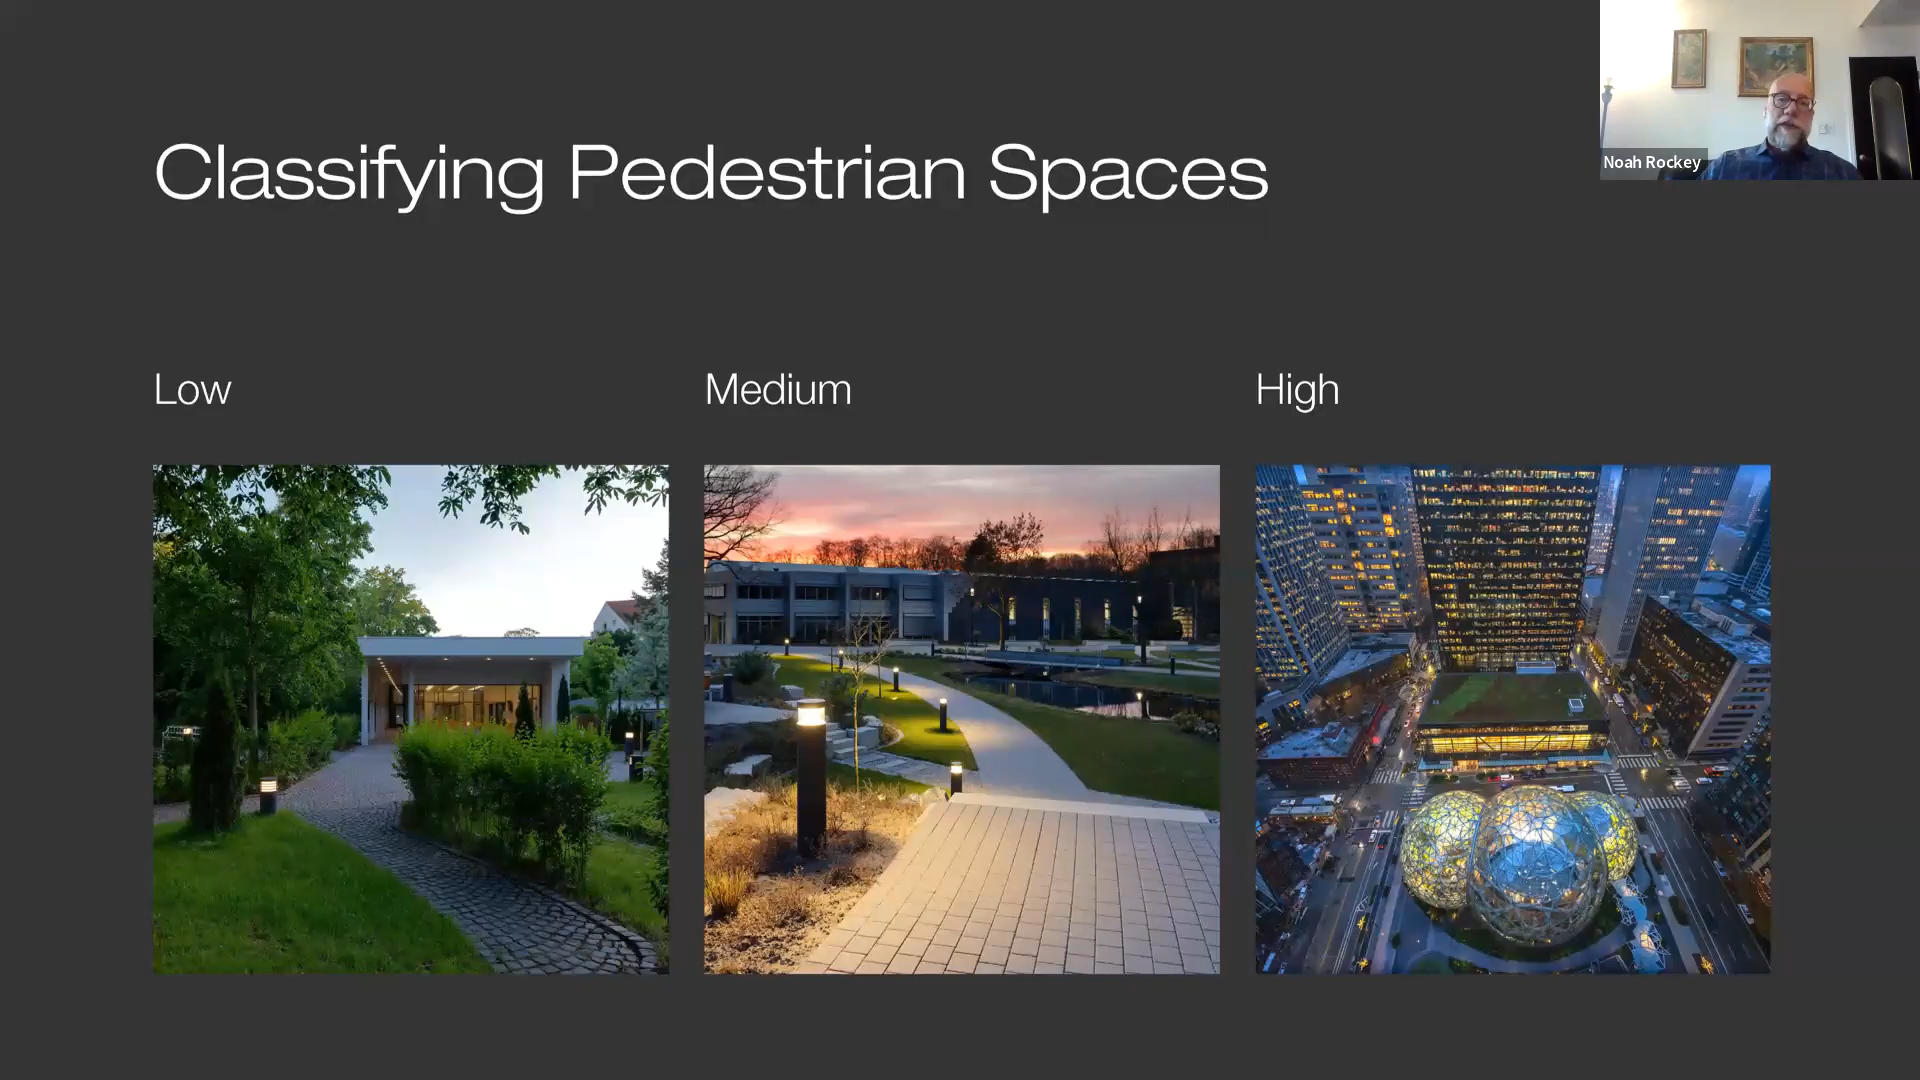 Classifying Pedestrian Spaces
Noah Rockey
Low
Medium
High